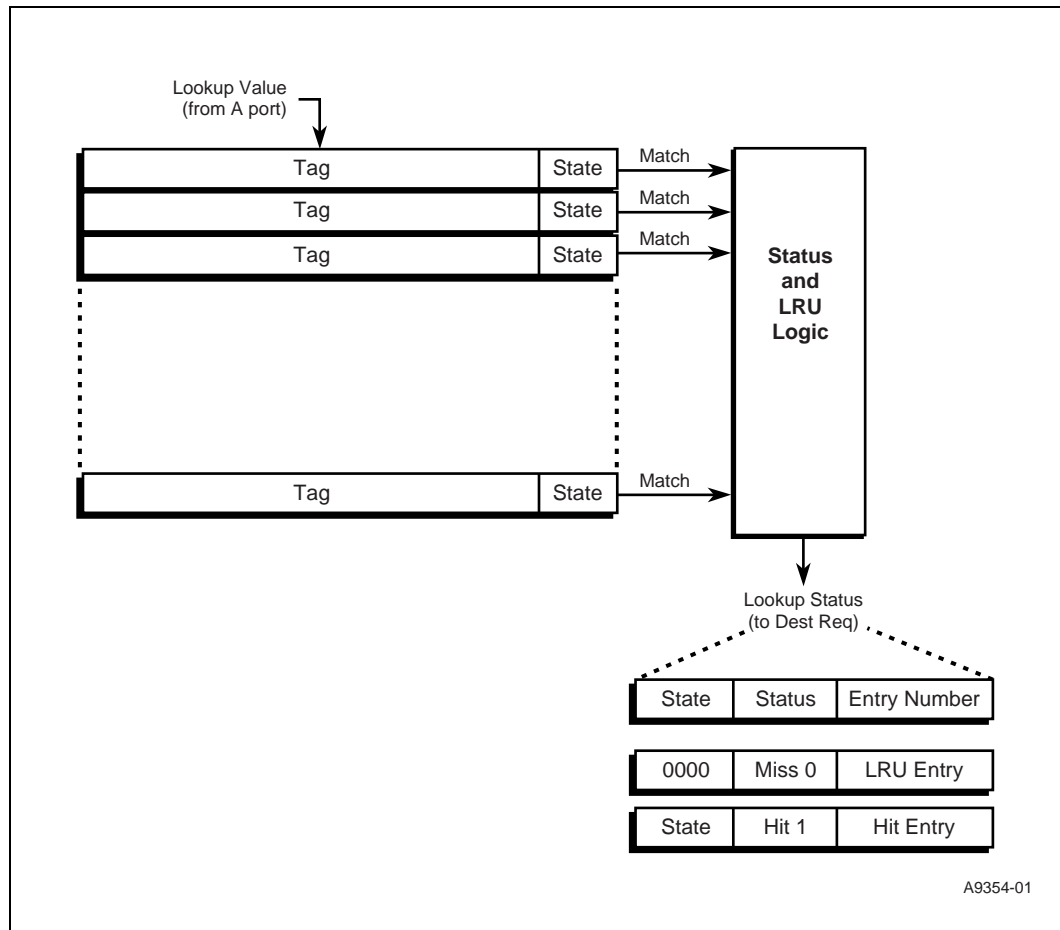 Lookup Value
(from A port)
Tag State Match
Tag State Match
Tag State Match
Status
and
LRU
Logic
Tag State Match
Lookup Status
(to Dest Req)
State Status Entry Number
0000 Miss 0 LRU Entry
State Hit 1 Hit Entry
A9354-01